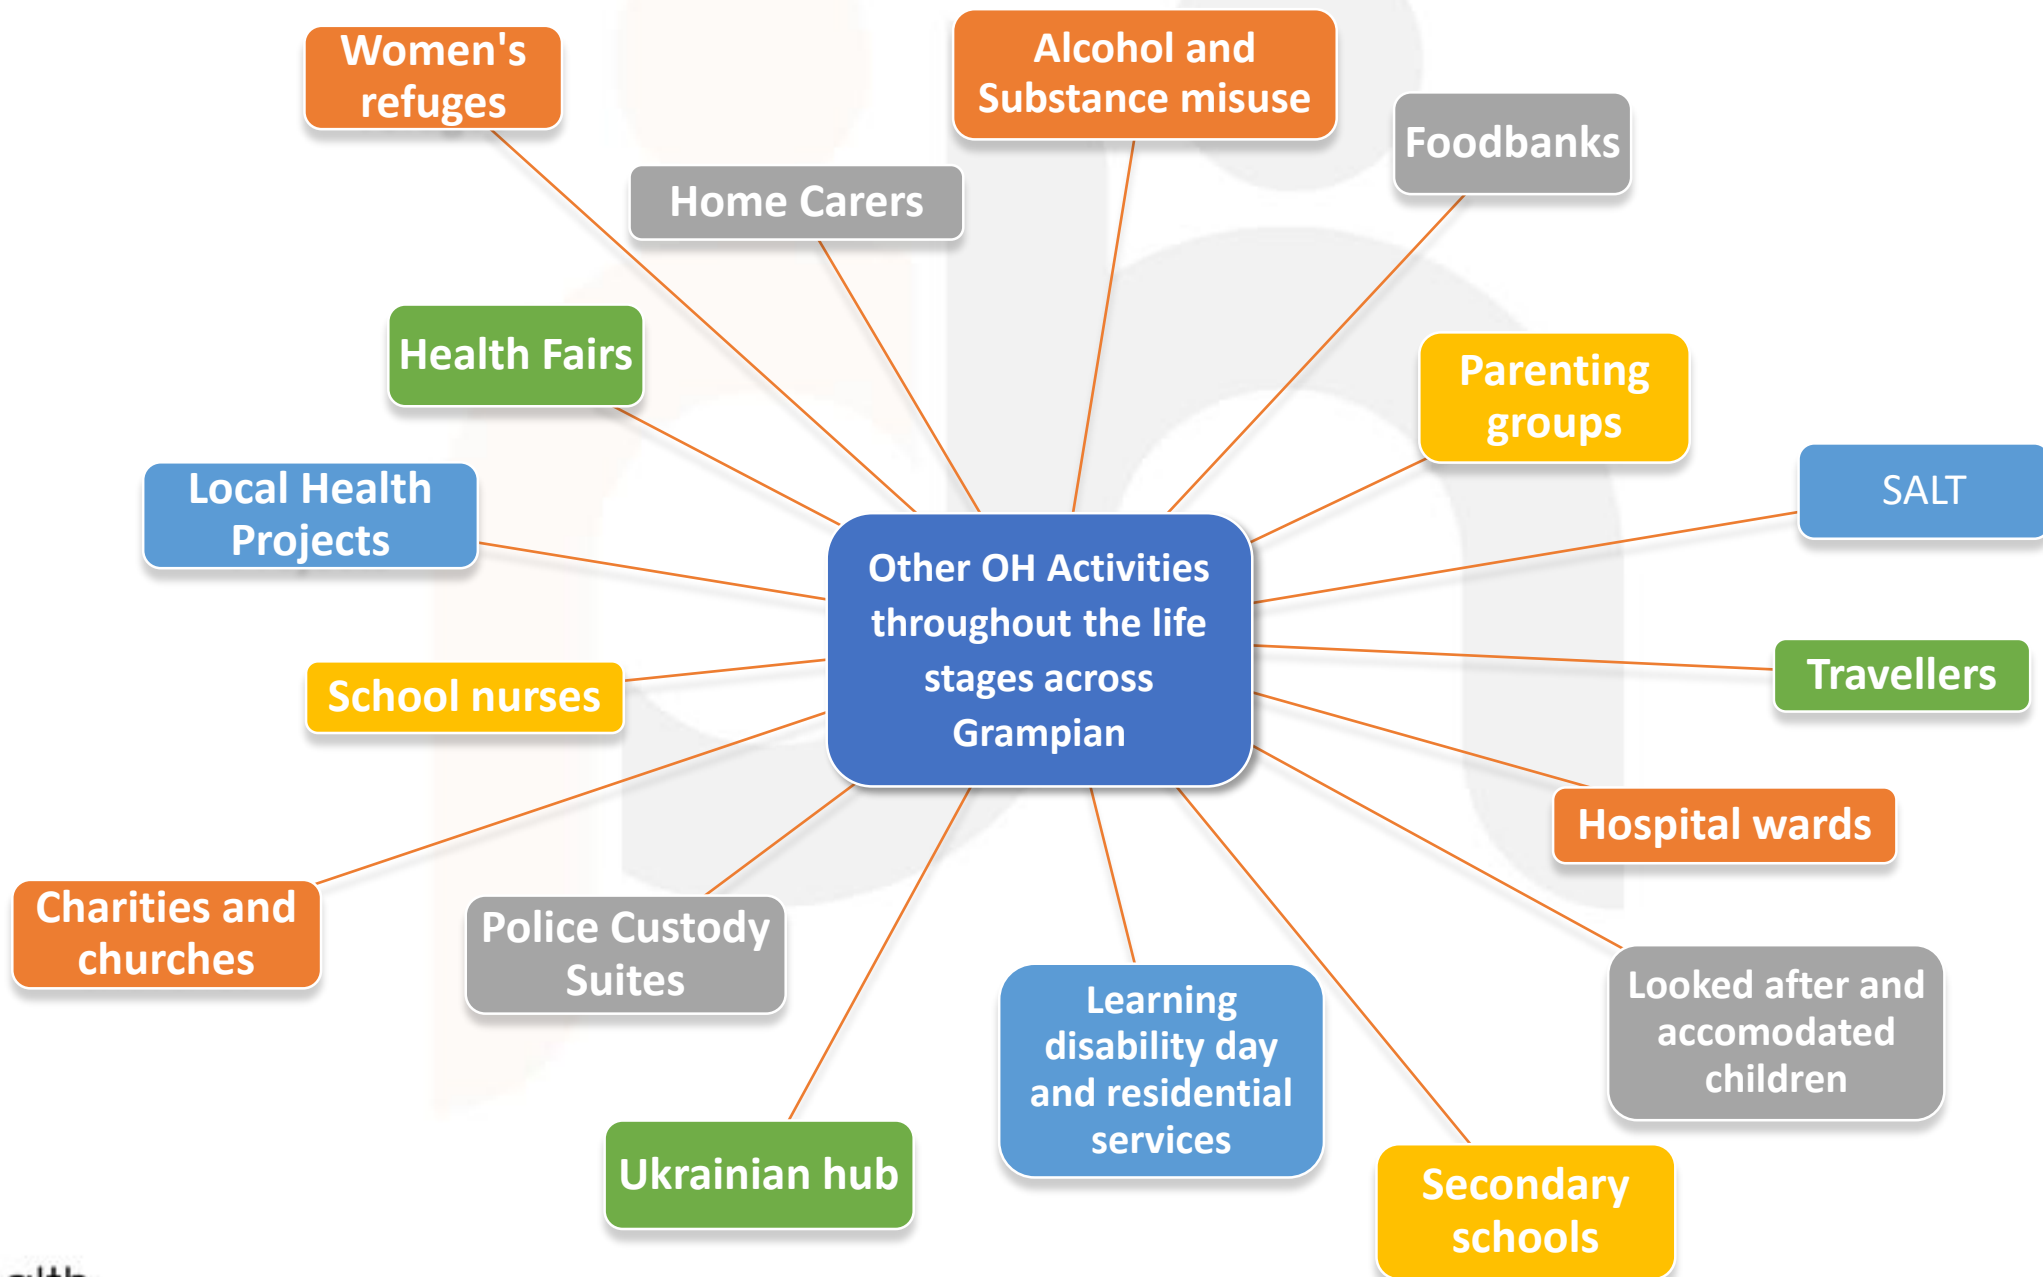 Women's
refuges
Alcohol and
Substance misuse
Foodbanks
Home Carers
Health Fairs
Parenting
groups
Local Health
Projects
SALT
Other OH Activities
throughout the life
stages across
Grampian
School nurses
Travellers
Hospital wards
Charities and
churches
Police Custody
Suites
Looked after and
accomodated
children
Learning
disability day
and residential
services
Ukrainian hub
Secondary
schools